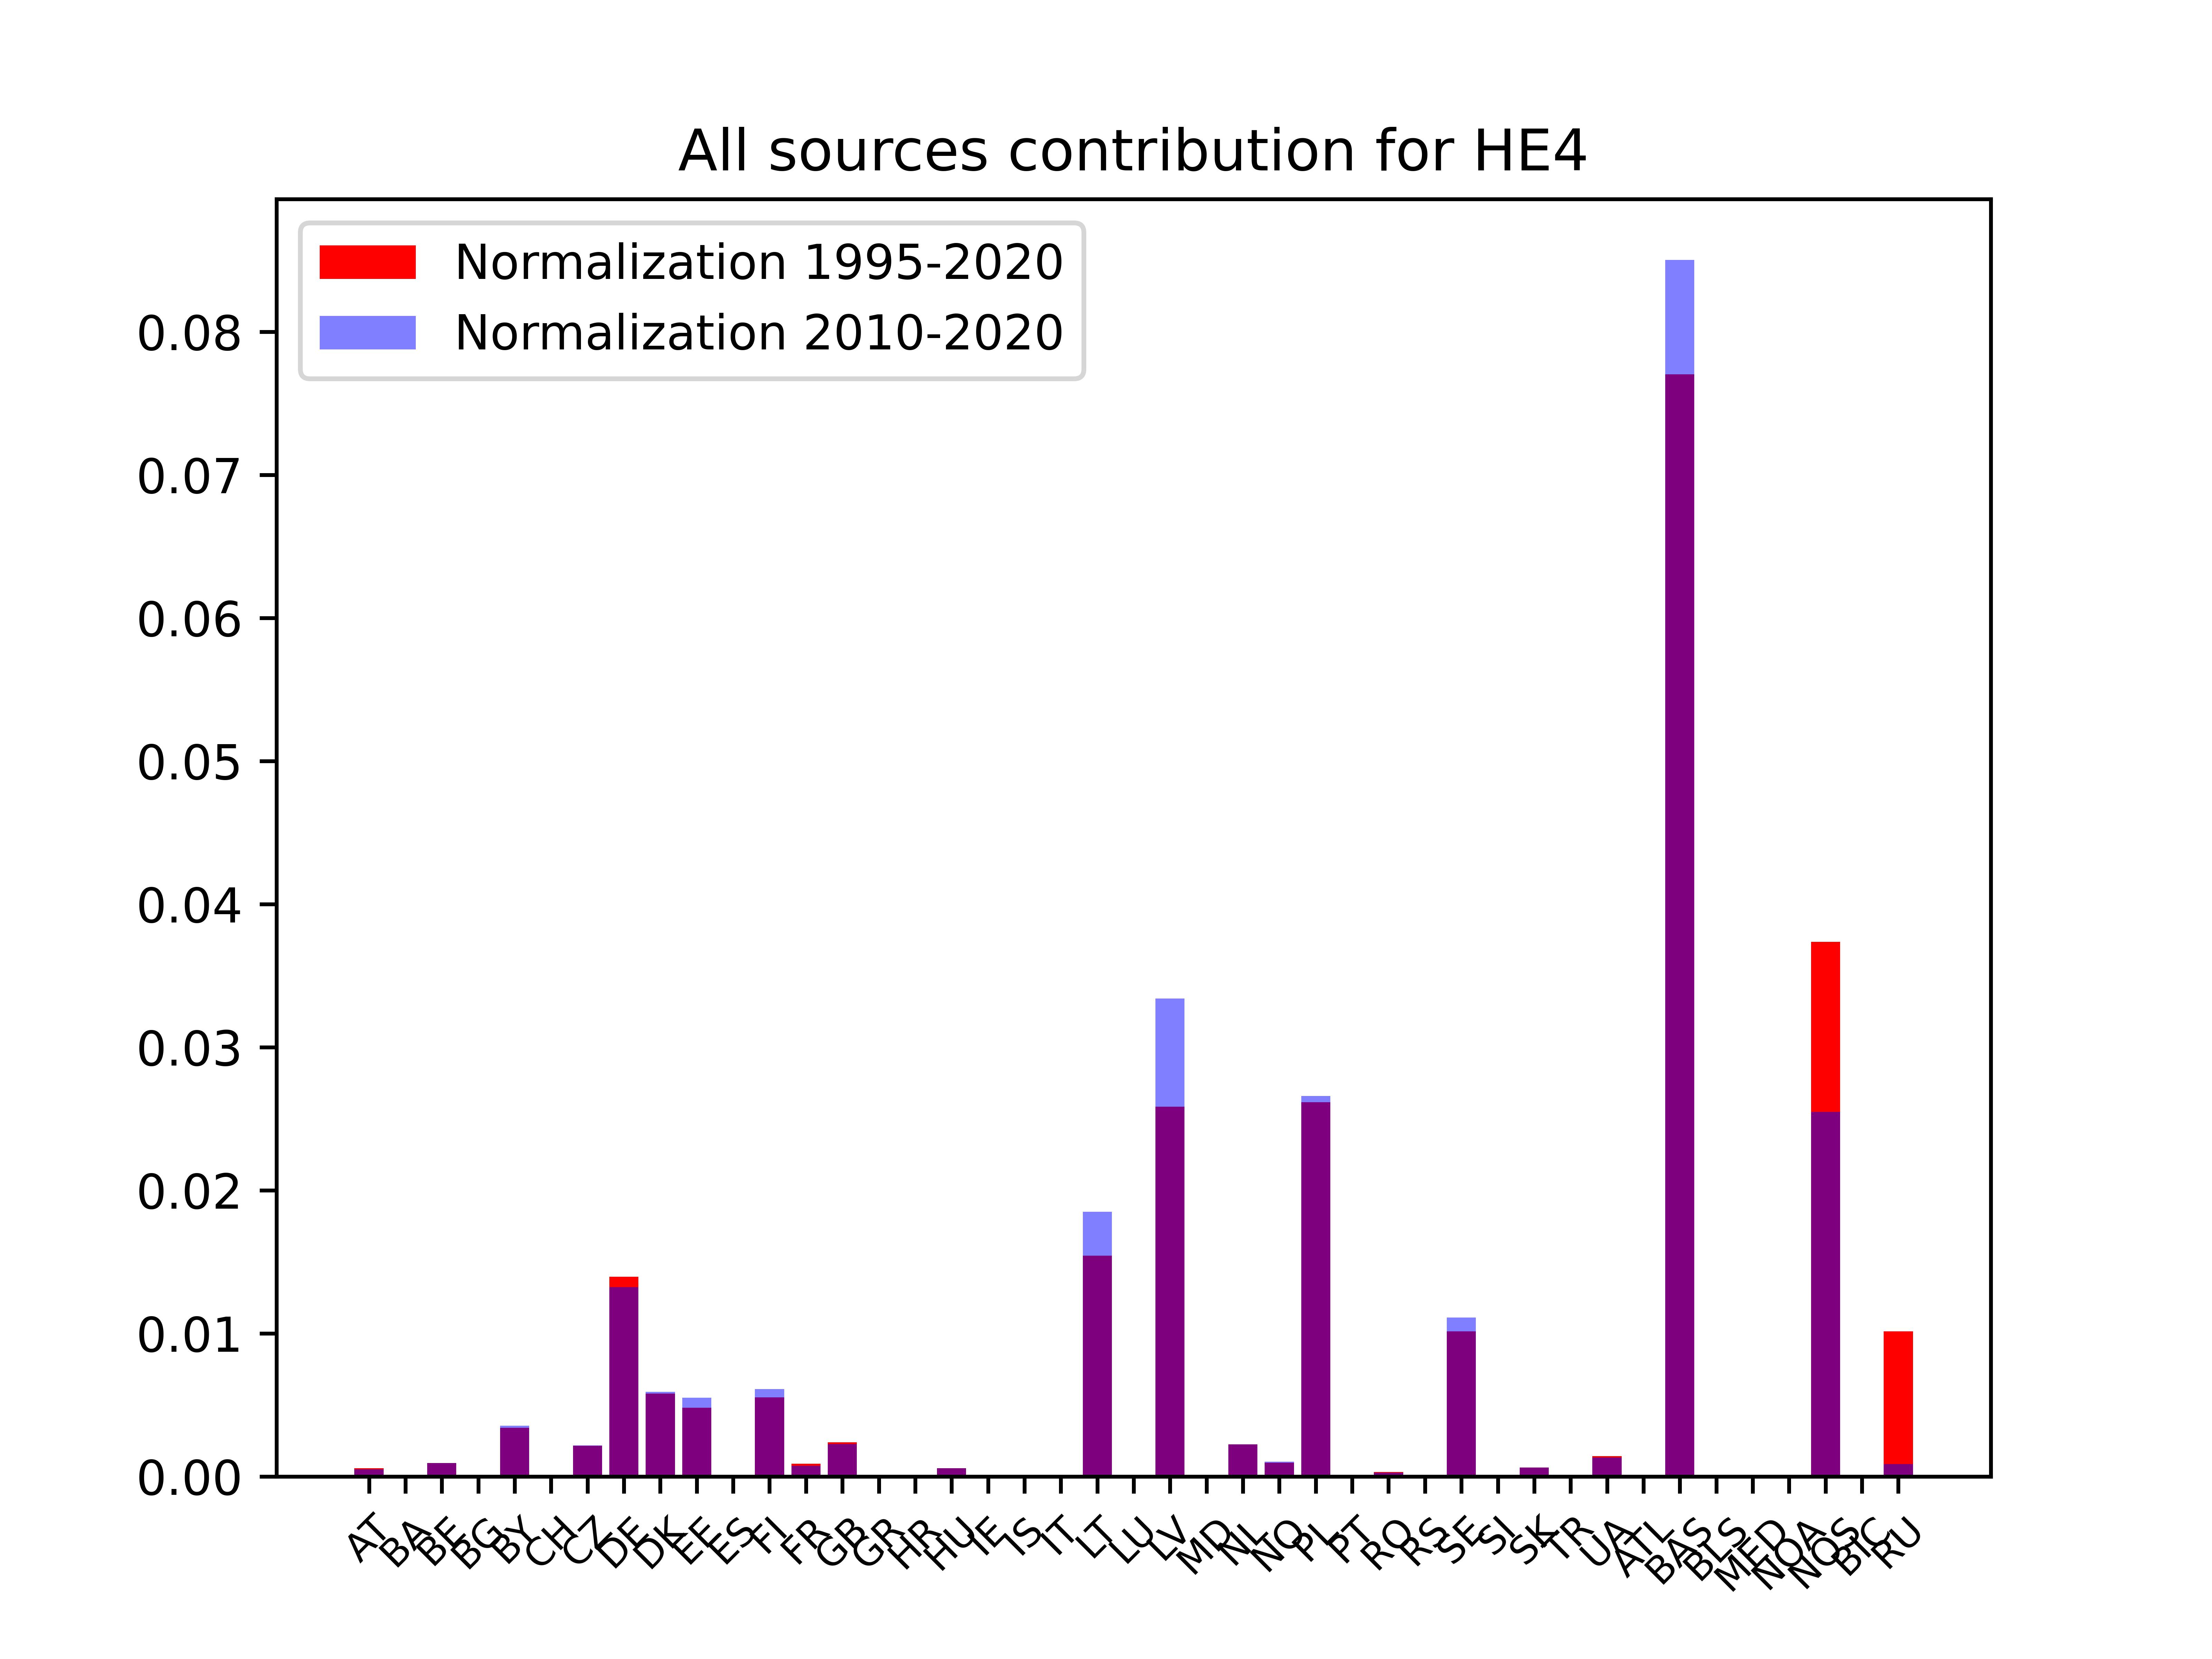 All sources contribution for HE4
Normalization 1995-2020
Normalization 2010-2020
0.08
0.07
0.06
0.05
0.04
0.03
0.02
0.01
0.00
AT
BA
BE
BG
BY
CH
CZ
DE
DK
EE
ES
FI
FR
GB
GR
HR
HU
IE
IS
IT
LT
LU
LV
MD
NL
NO
PL
PT
RO
RS
SE
SI
SK
TR
UA
ATL
BAS
BLS
MED
NOA
NOS
BIC
RU